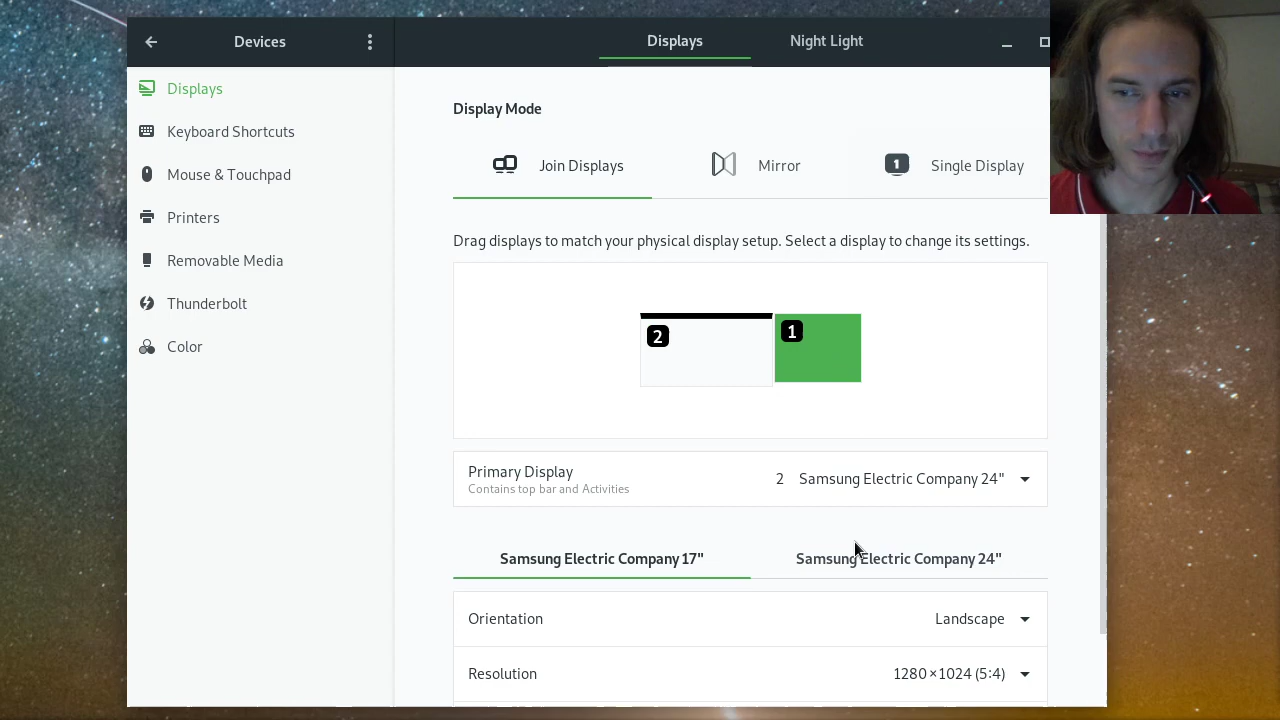 Devices
Displays
Night Light
Displays
Keyboard Shortcuts
Mouse & Touchpad
Printers
Removable Media
Thunderbolt
Color
Display Mode
Join Displays
Mirror
1
Single Display
Drag displays to match your physical display setup. Select a display to change its settings.
2
1
Primary Display
Contains top bar and Activities
2 Samsung Electric Company 24"
Samsung Electric Company 17"
Samsung Electric Company 24"
Orientation
Landscape
Resolution
1280×1024 (5:4)